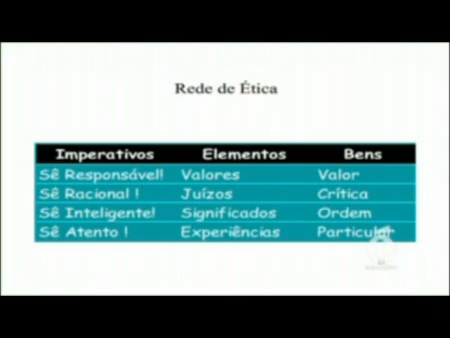 Rede de Ética
Imperativos Elementos Bens
Sê Responsável! Valores Valor
Sê Racional ! Juízos Crítica
Sê Inteligente! Significados Ordem
Sê Atento ! Experiências Particular